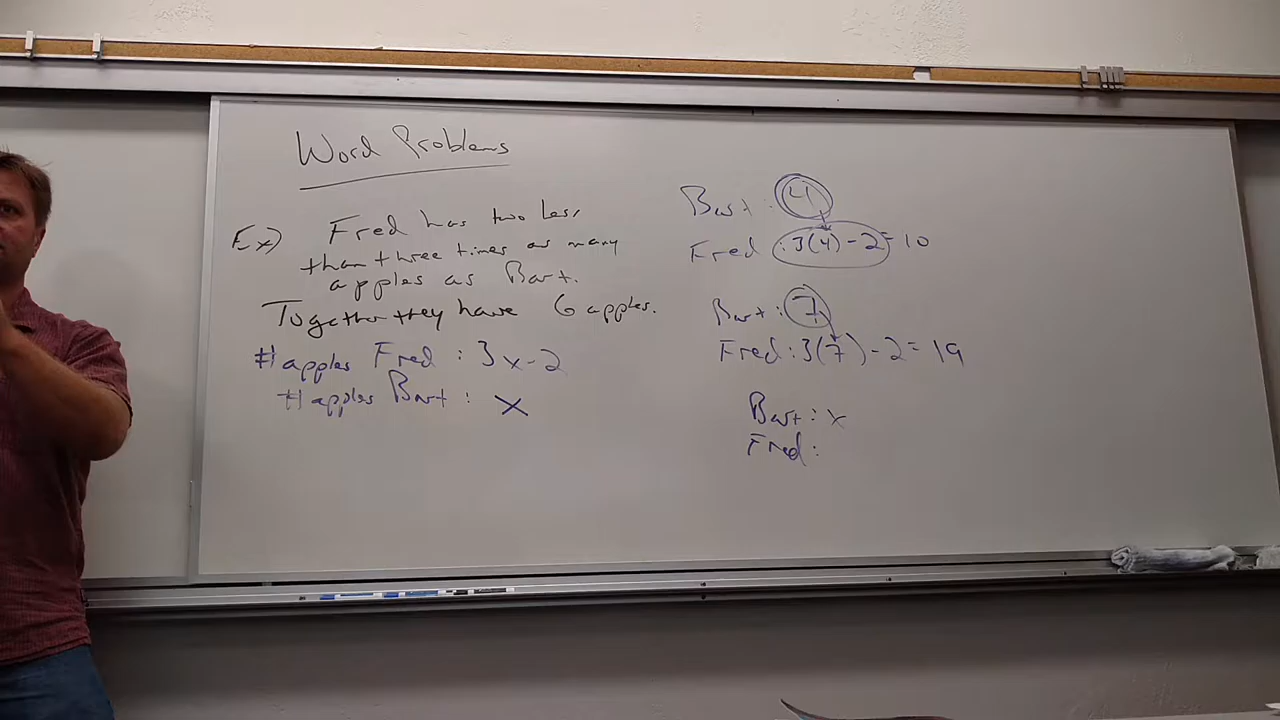 Word Problems
Ex) Fred has two less
than three times as many
apples as Bart.
Together they have 6 apples.
# apples Fred : 3x-2
# apples Bart : x
Bart : 4
Fred : 3(4) - 2 = 10
Bart : 7
Fred : 3(7) - 2 = 19
Bart : x
Fred :